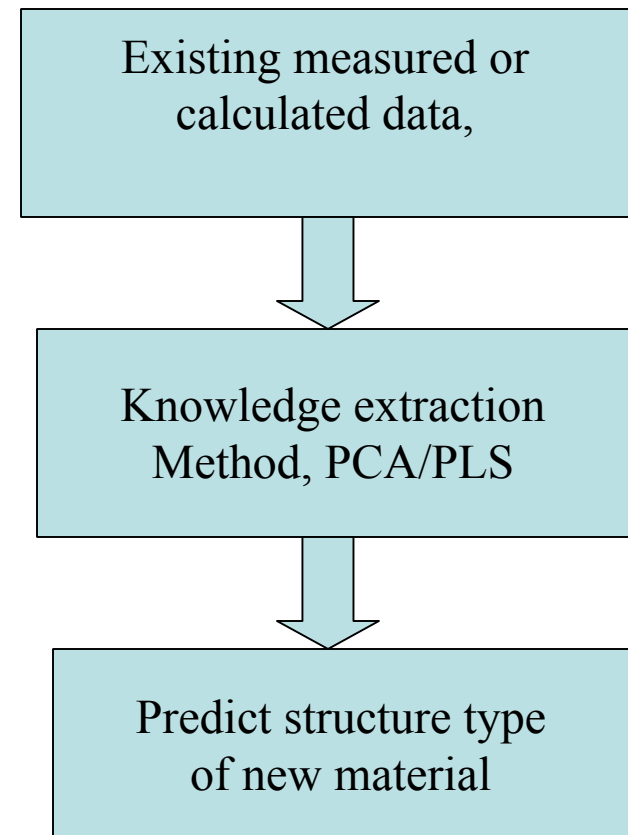 Existing measured or
calculated data,
Knowledge extraction
Method, PCA/PLS
Predict structure type
of new material